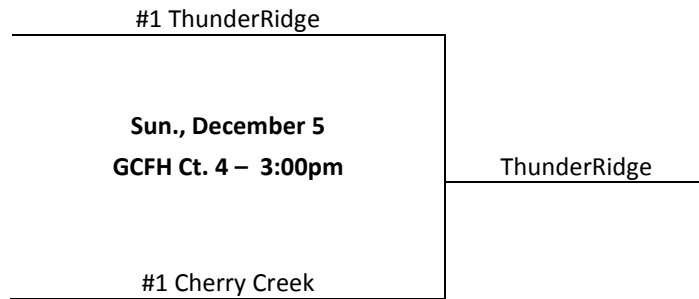 #1 ThunderRidge
Sun., December 5
GCFH Ct. 4 – 3:00pm
ThunderRidge
#1 Cherry Creek